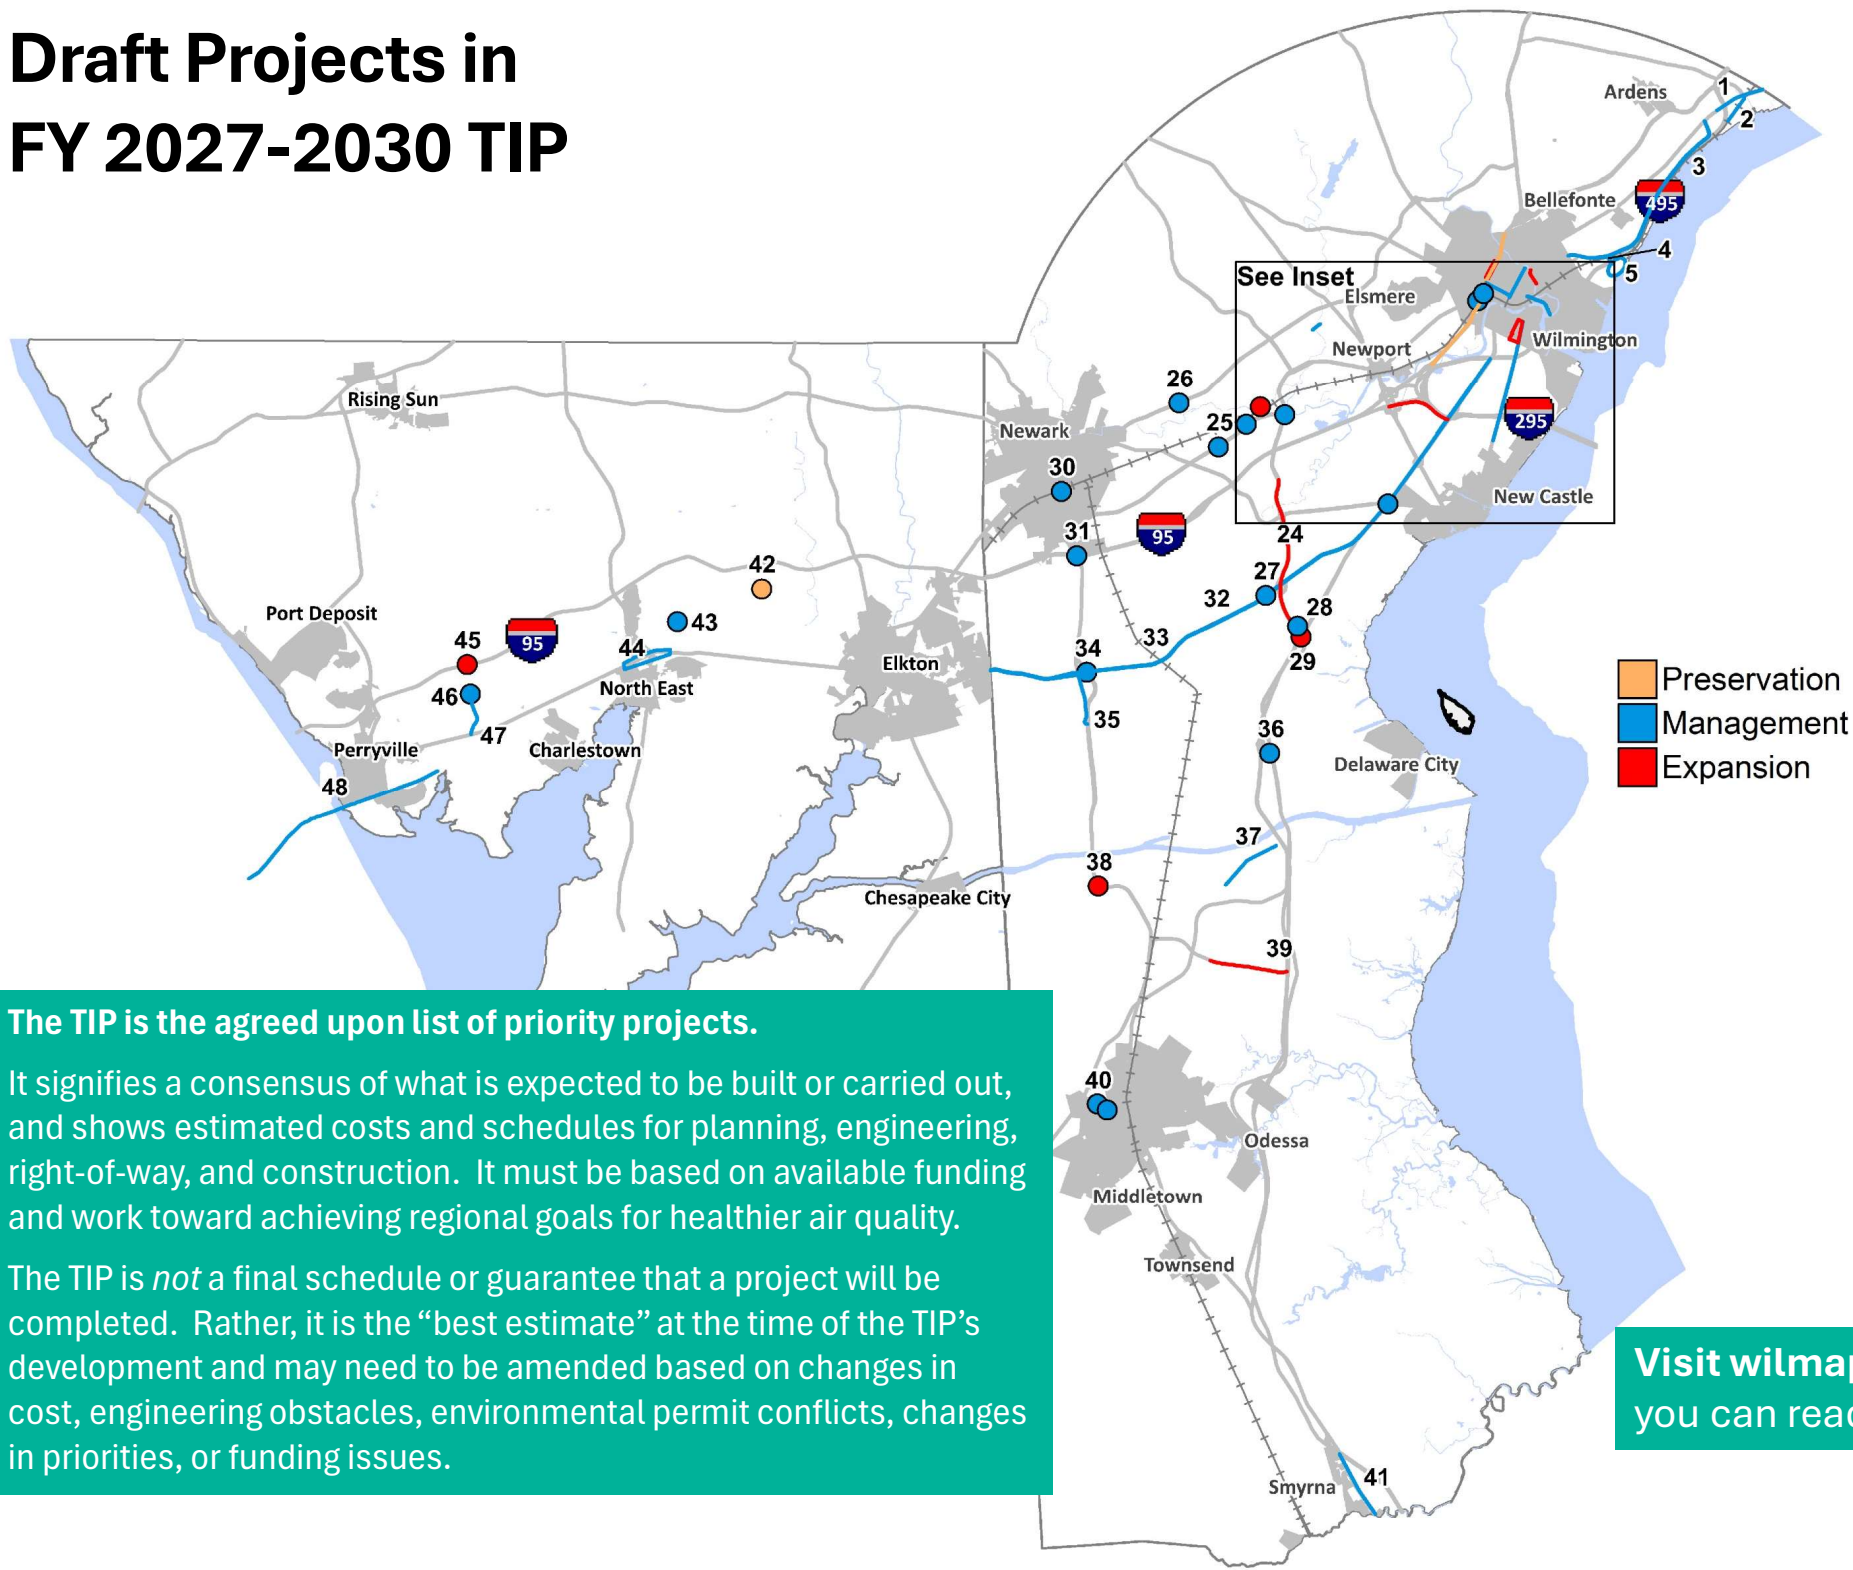 Draft Projects in
FY 2027-2030 TIP
Ardens
1
2
3
Bellefonte
495
4
5
See Inset
Elsmere
Wilmington
Newport
Rising Sun
26
Newark
25
295
30
New Castle
31
95
24
42
27
32
28
Port Deposit
43
45
95
44
33
34
29
Elkton
Preservation
46
North East
35
Management
47
36
Perryville
Charlestown
Delaware City
Expansion
48
37
38
Chesapeake City
39
The TIP is the agreed upon list of priority projects.
It signifies a consensus of what is expected to be built or carried out,
and shows estimated costs and schedules for planning, engineering,
right-of-way, and construction.  It must be based on available funding
and work toward achieving regional goals for healthier air quality.
The TIP is not a final schedule or guarantee that a project will be
completed.  Rather, it is the “best estimate” at the time of the TIP’s
development and may need to be amended based on changes in
cost, engineering obstacles, environmental permit conflicts, changes
in priorities, or funding issues.
40
Odessa
Middletown
Townsend
Visit
you can
41
Smyrna